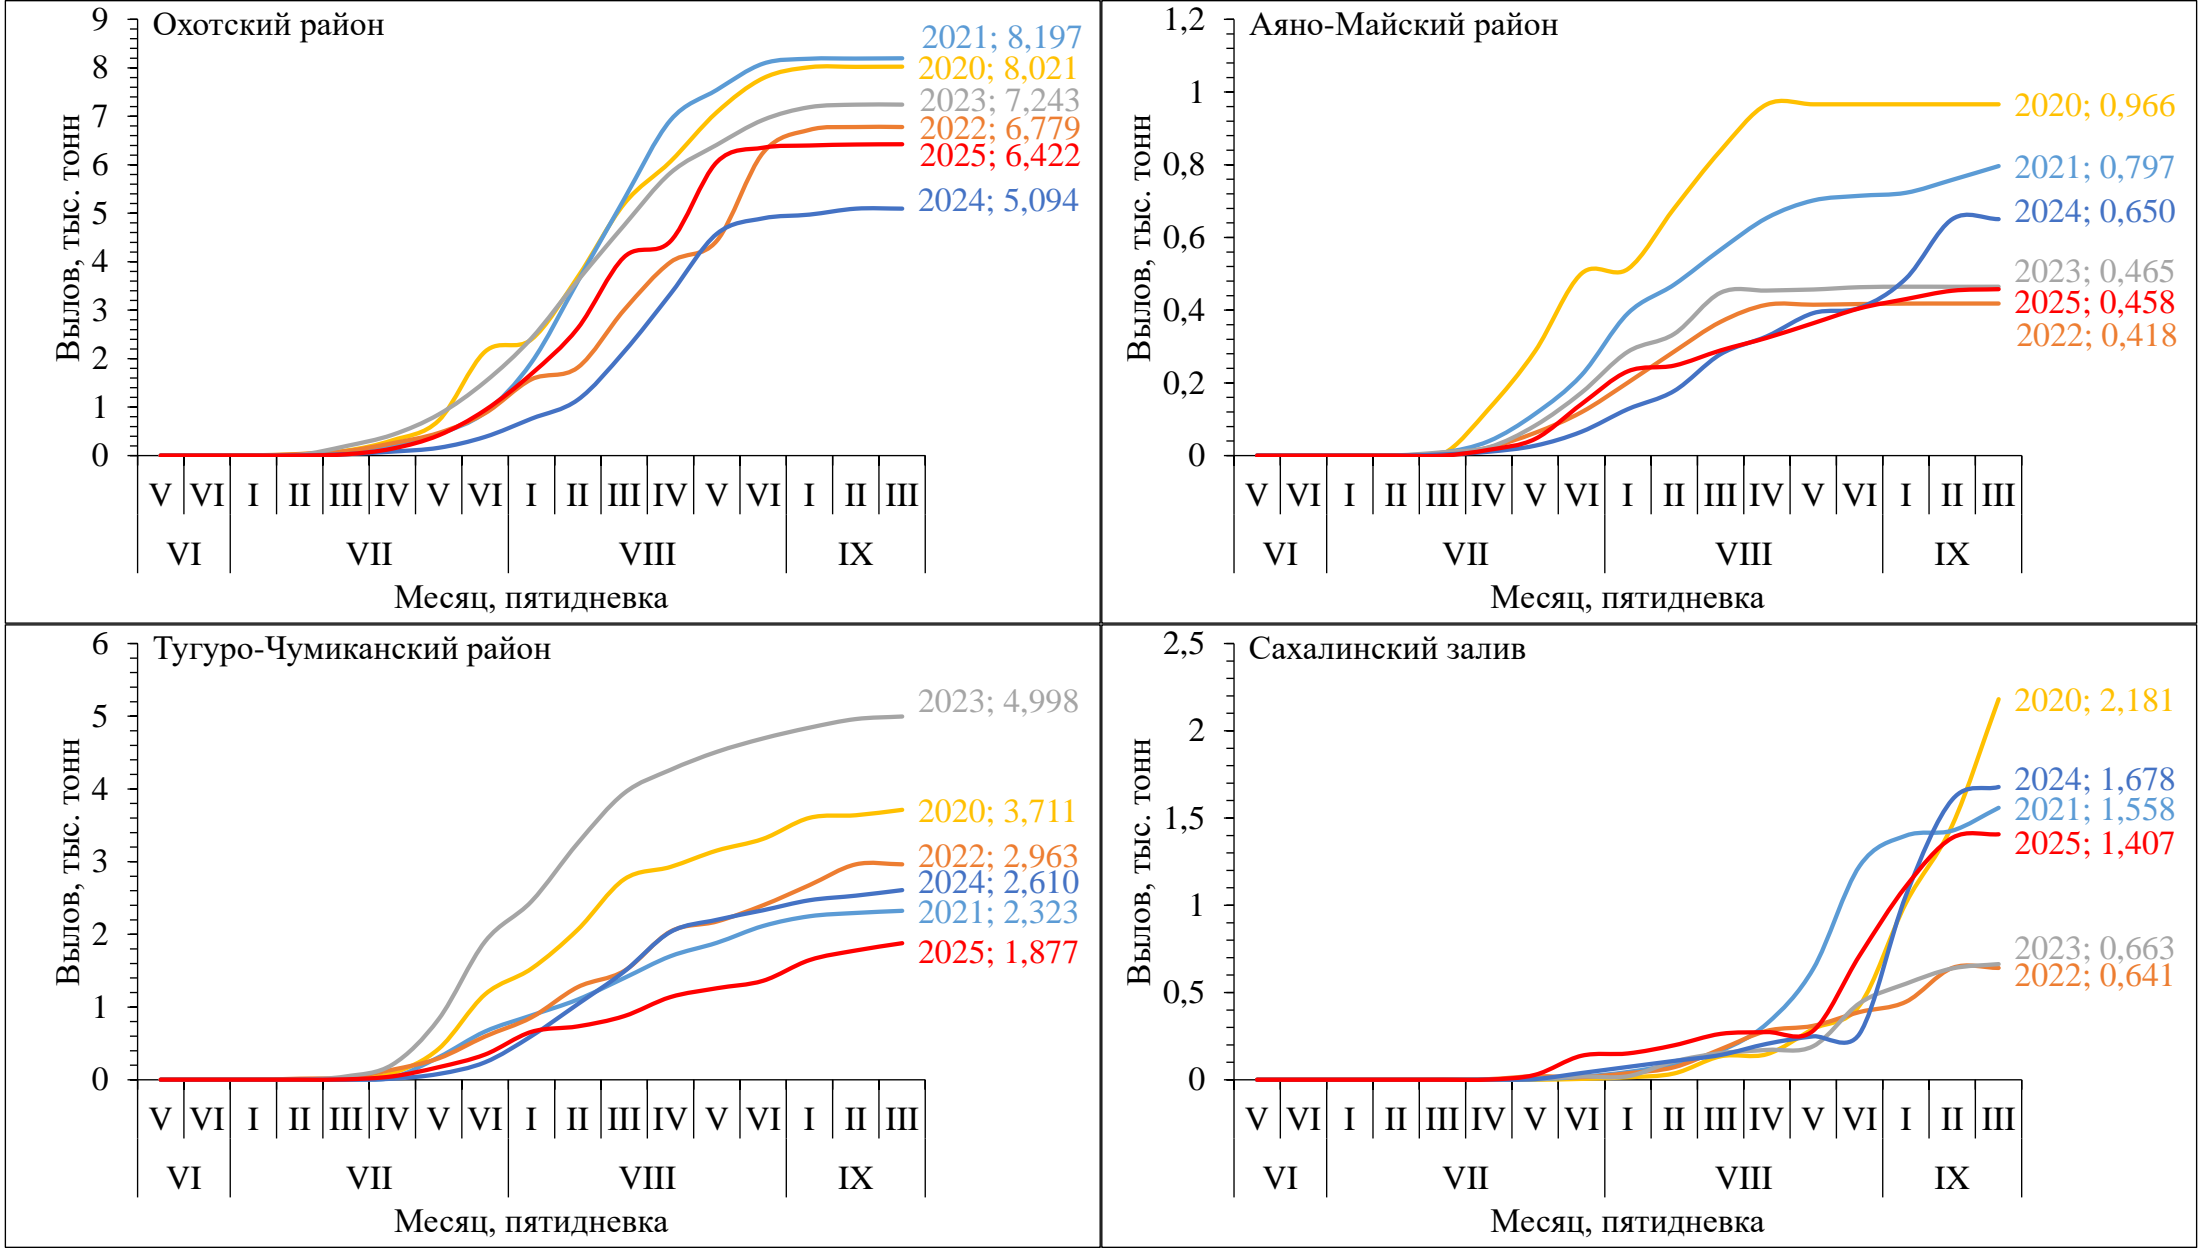 Охотский район
Вылов, тыс. тонн
9
8
7
6
5
4
3
2
1
0
2021; 8,197
2020; 8,021
2023; 7,243
2022; 6,779
2025; 6,422
2024; 5,094
V VI I II III IV V VI I II III IV V VI I II III
VI VII VIII IX
Месяц, пятидневка
Аяно-Майский район
Вылов, тыс. тонн
1,2
1
0,8
0,6
0,4
0,2
0
2020; 0,966
2021; 0,797
2024; 0,650
2023; 0,465
2025; 0,458
2022; 0,418
V VI I II III IV V VI I II III IV V VI I II III
VI VII VIII IX
Месяц, пятидневка
Тугуро-Чумиканский район
Вылов, тыс. тонн
6
5
4
3
2
1
0
2023; 4,998
2020; 3,711
2022; 2,963
2024; 2,610
2021; 2,323
2025; 1,877
V VI I II III IV V VI I II III IV V VI I II III
VI VII VIII IX
Месяц, пятидневка
Сахалинский залив
Вылов, тыс. тонн
2,5
2
1,5
1
0,5
0
2020; 2,181
2024; 1,678
2021; 1,558
2025; 1,407
2023; 0,663
2022; 0,641
V VI I II III IV V VI I II III IV V VI I II III
VI VII VIII IX
Месяц, пятидневка